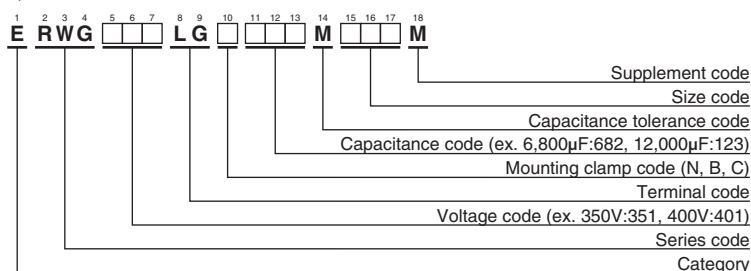 1 2 3 4 5 6 7 8 9 10 11 12 13 14 15 16 17 18
E RWG □□□ LG □ □□□ M □□□ M
Supplement code
Size code
Capacitance tolerance code
Capacitance code (ex. 6,800μF:682, 12,000μF:123)
Mounting clamp code (N, B, C)
Terminal code
Voltage code (ex. 350V:351, 400V:401)
Series code
Category